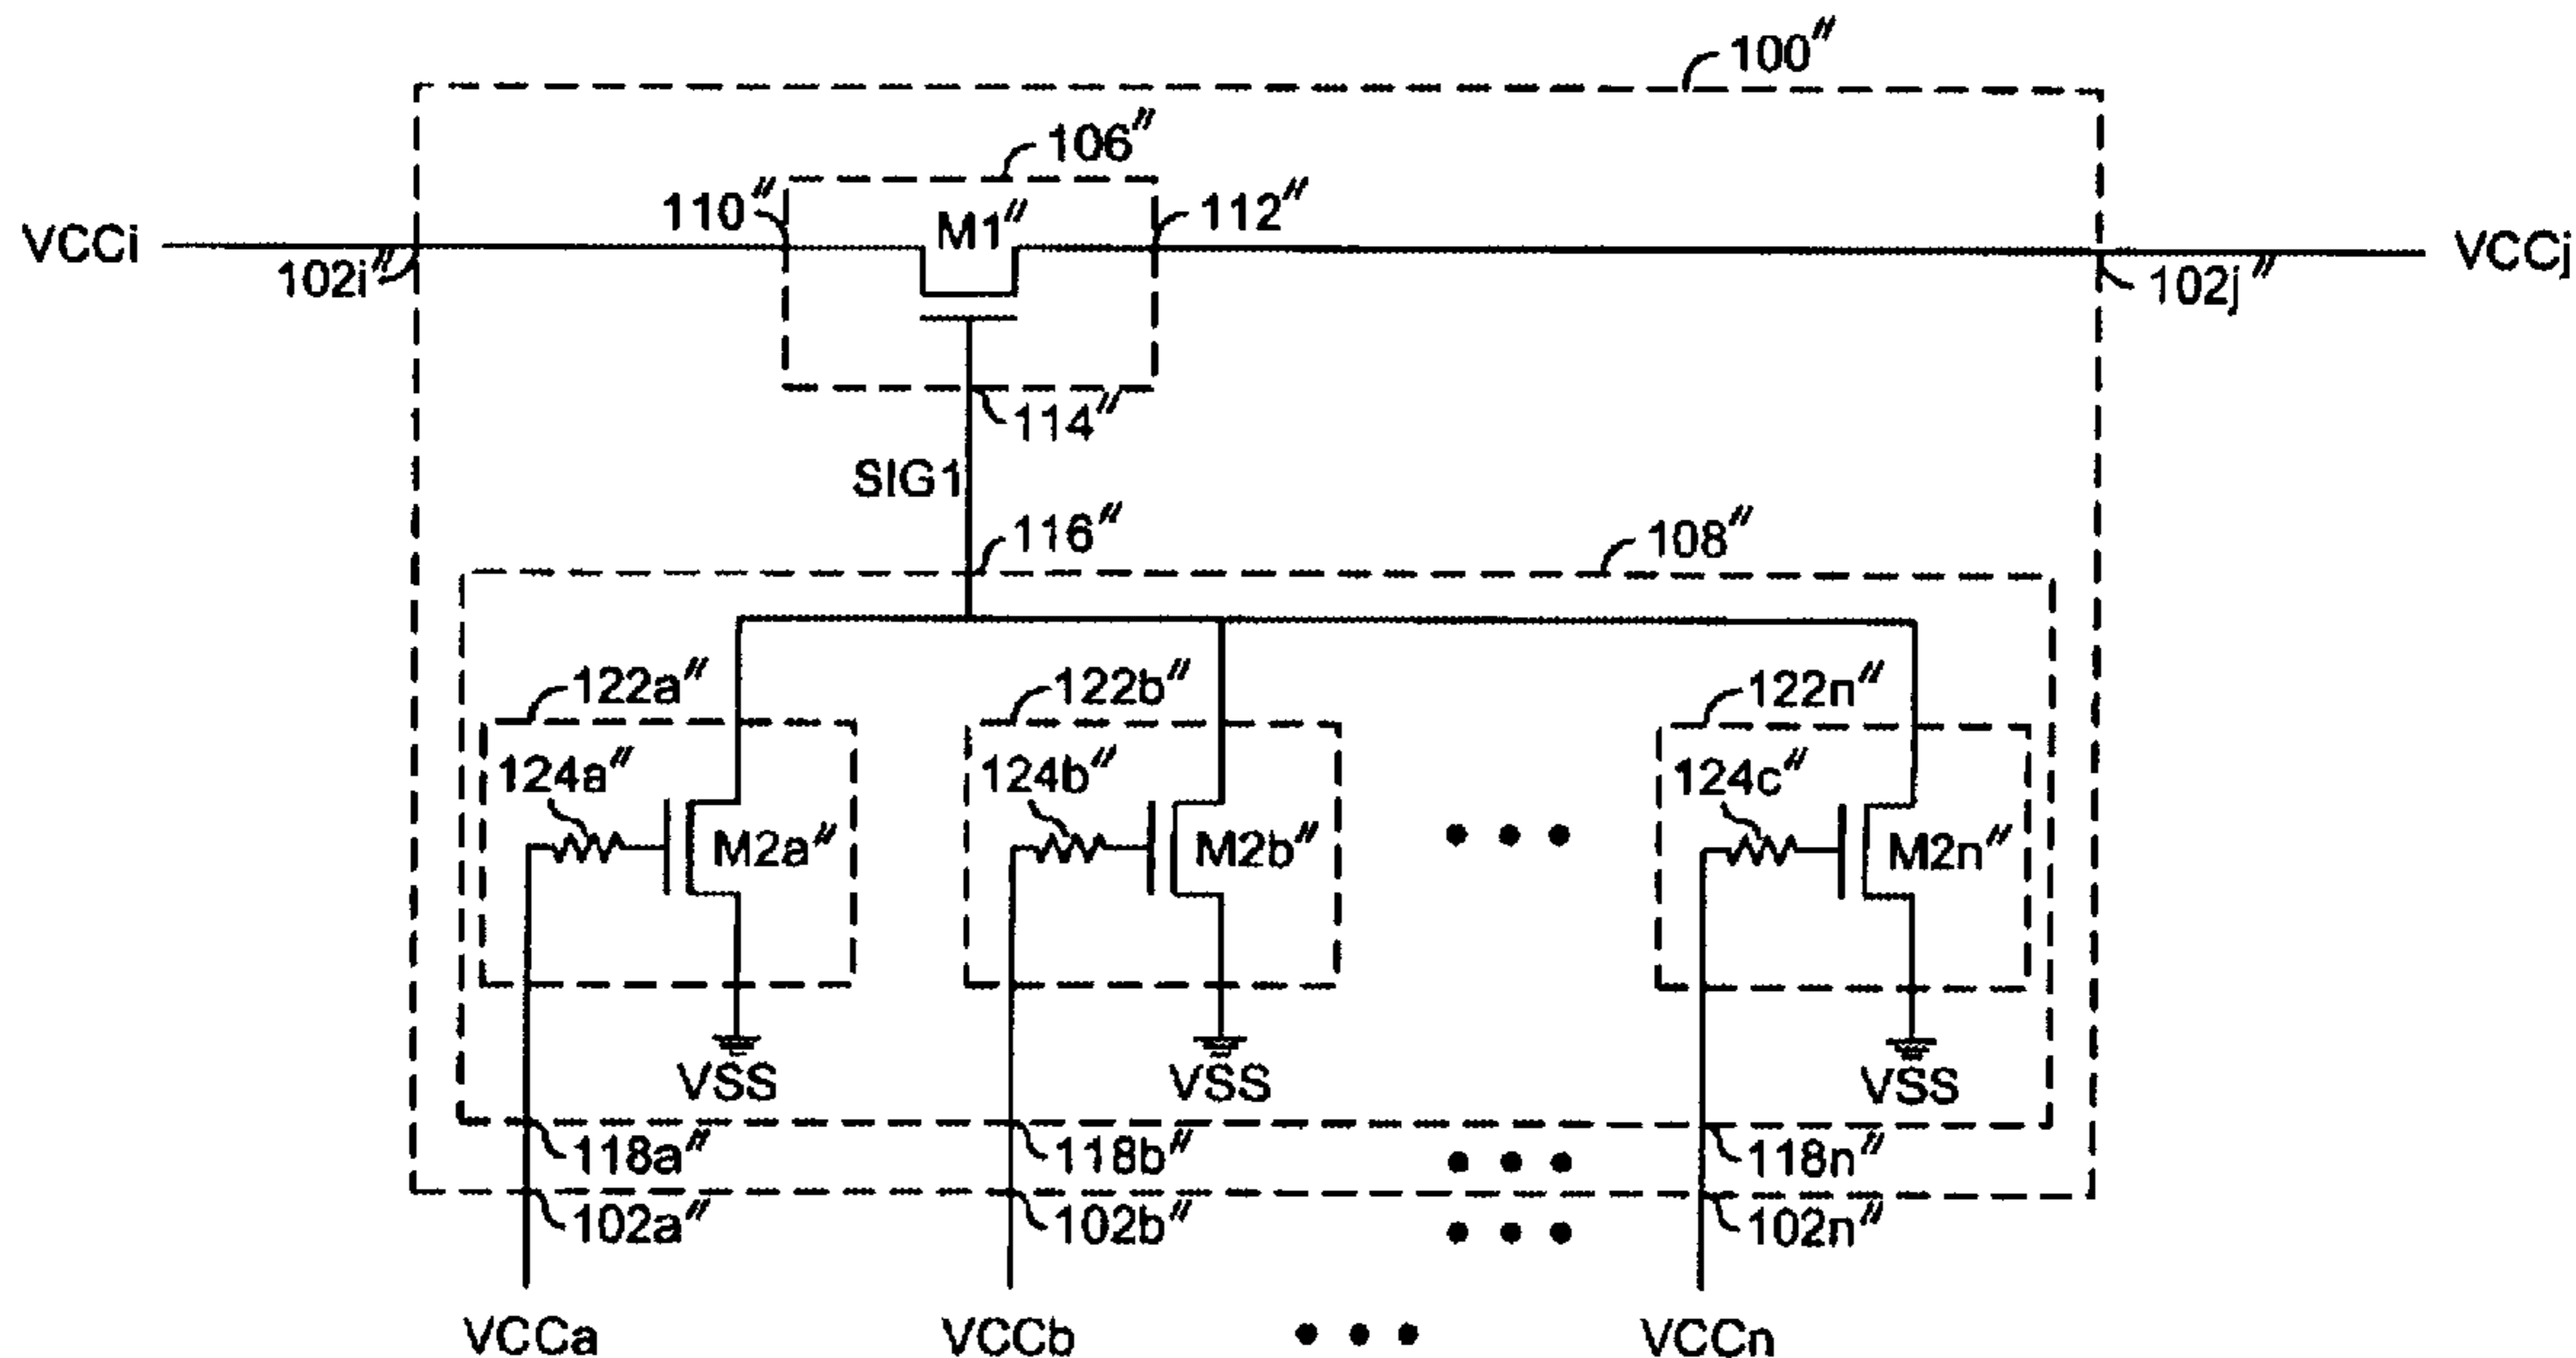 100″
106″
110″ M1″ 112″
VCCi VCCj
102i″ 102j″
114″
SIG1
116″ 108″
122a″ 122b″ 122n″
124a″ 124b″ 124c″
M2a″ M2b″ M2n″
VSS VSS VSS
118a″ 118b″ 118n″
102a″ 102b″ 102n″
VCCa VCCb VCCn